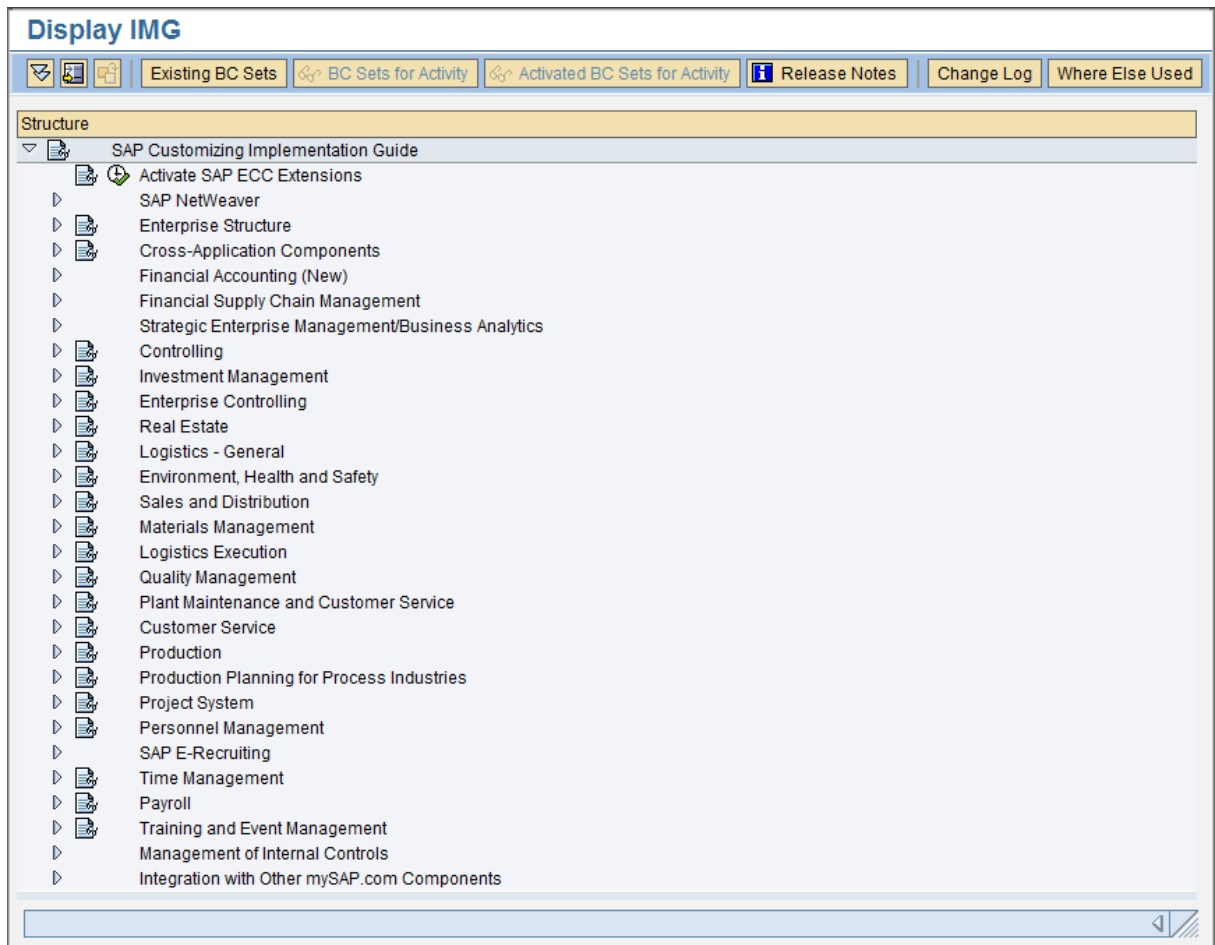 Display IMG
Existing BC Sets BC Sets for Activity Activated BC Sets for Activity Release Notes Change Log Where Else Used
Structure
SAP Customizing Implementation Guide
Activate SAP ECC Extensions
SAP NetWeaver
Enterprise Structure
Cross-Application Components
Financial Accounting (New)
Financial Supply Chain Management
Strategic Enterprise Management/Business Analytics
Controlling
Investment Management
Enterprise Controlling
Real Estate
Logistics - General
Environment, Health and Safety
Sales and Distribution
Materials Management
Logistics Execution
Quality Management
Plant Maintenance and Customer Service
Customer Service
Production
Production Planning for Process Industries
Project System
Personnel Management
SAP E-Recruiting
Time Management
Payroll
Training and Event Management
Management of Internal Controls
Integration with Other mySAP.com Components